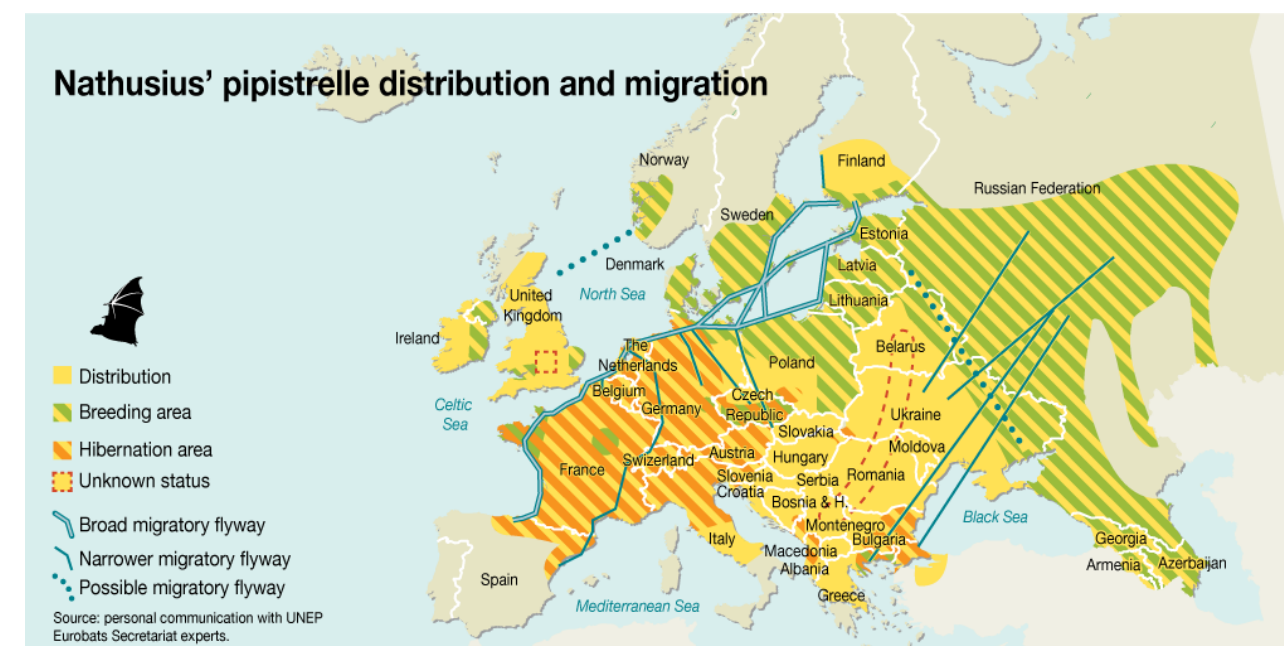 Nathusius' pipistrelle distribution and migration
Norway
Finland
Russian Federation
Sweden
Estonia
Denmark
Latvia
North Sea
United
Kingdom
Lithuania
Ireland
The
Netherlands
Belarus
Poland
Belgium
Czech
Republic
Celtic
Sea
Germany
Ukraine
Slovakia
Moldova
Austria
Hungary
Swizerland
France
Slovenia
Serbia
Romania
Croatia
Bosnia & H.
Black Sea
Montenegro
Italy
Bulgaria
Georgia
Macedonia
Armenia
Azerbaijan
Albania
Spain
Greece
Mediterranean Sea
Distribution
Breeding area
Hibernation area
Unknown status
Broad migratory flyway
Narrower migratory flyway
Possible migratory flyway
Source: personal communication with UNEP
Eurobats Secretariat experts.